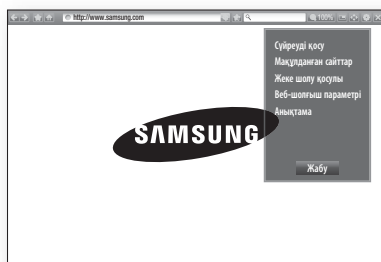 http://www.samsung.com
100%
Сүйреуді қосу
Мақұлданған сайттар
Жеке шолу қосулы
Веб-шолғыш параметрі
Анықтама
SAMSUNG
Жабу